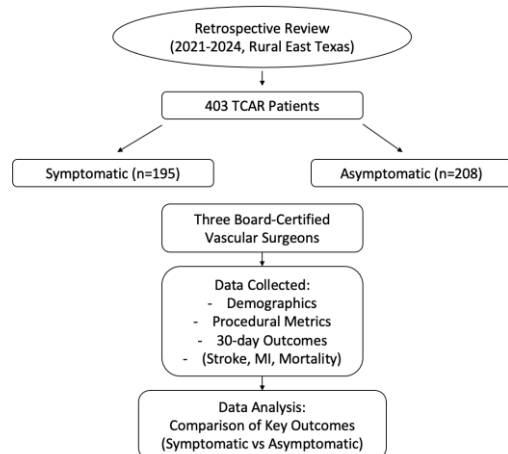 Retrospective Review
(2021-2024, Rural East Texas)
403 TCAR Patients
Symptomatic (n=195)
Asymptomatic (n=208)
Three Board-Certified
Vascular Surgeons
Data Collected:
- Demographics
- Procedural Metrics
- 30-day Outcomes
- (Stroke, MI, Mortality)
Data Analysis:
Comparison of Key Outcomes
(Symptomatic vs Asymptomatic)